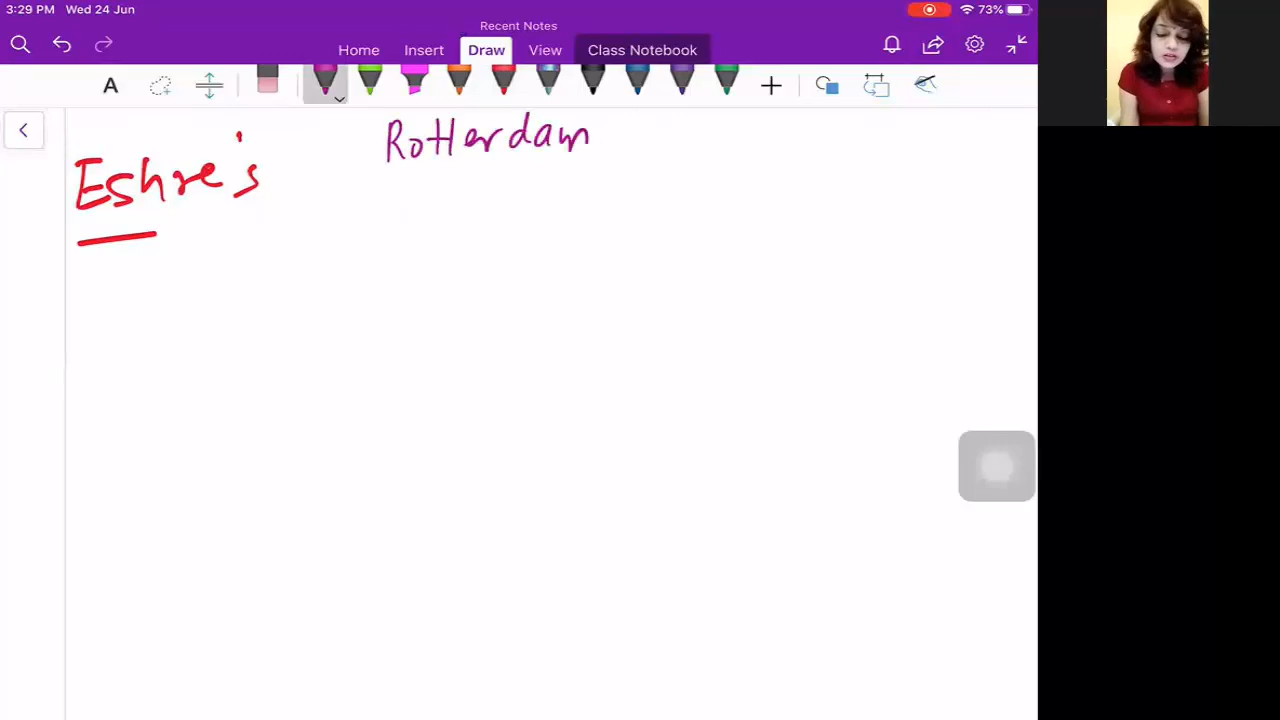 3:29 PM Wed 24 Jun
73%
Recent Notes
Home Insert Draw View Class Notebook
A
Rotterdam
Eshre's